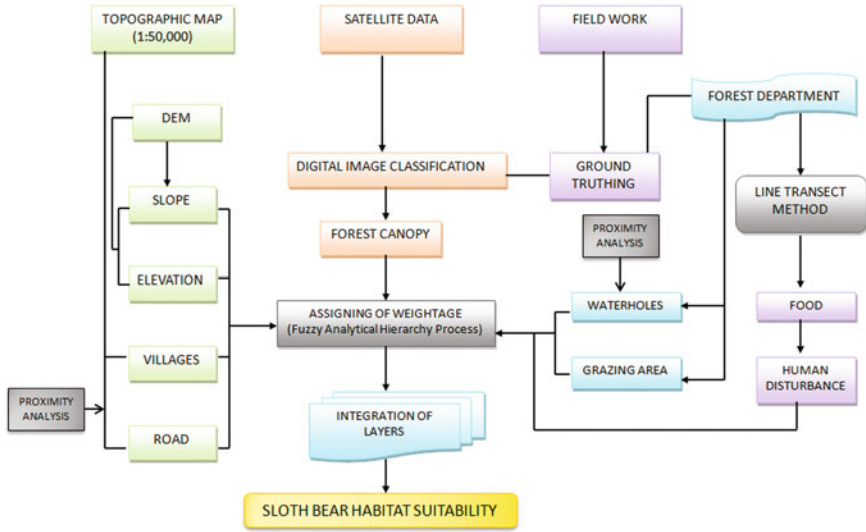 TOPOGRAPHIC MAP
(1:50,000)
SATELLITE DATA
FIELD WORK
FOREST DEPARTMENT
DEM
DIGITAL IMAGE CLASSIFICATION
GROUND
TRUTHING
LINE TRANSECT
METHOD
SLOPE
FOREST CANOPY
PROXIMITY
ANALYSIS
ELEVATION
ASSIGNING OF WEIGHTAGE
(Fuzzy Analytical Hierarchy Process)
WATERHOLES
FOOD
VILLAGES
GRAZING AREA
HUMAN
DISTURBANCE
PROXIMITY
ANALYSIS
INTEGRATION OF
LAYERS
ROAD
SLOTH BEAR HABITAT SUITABILITY